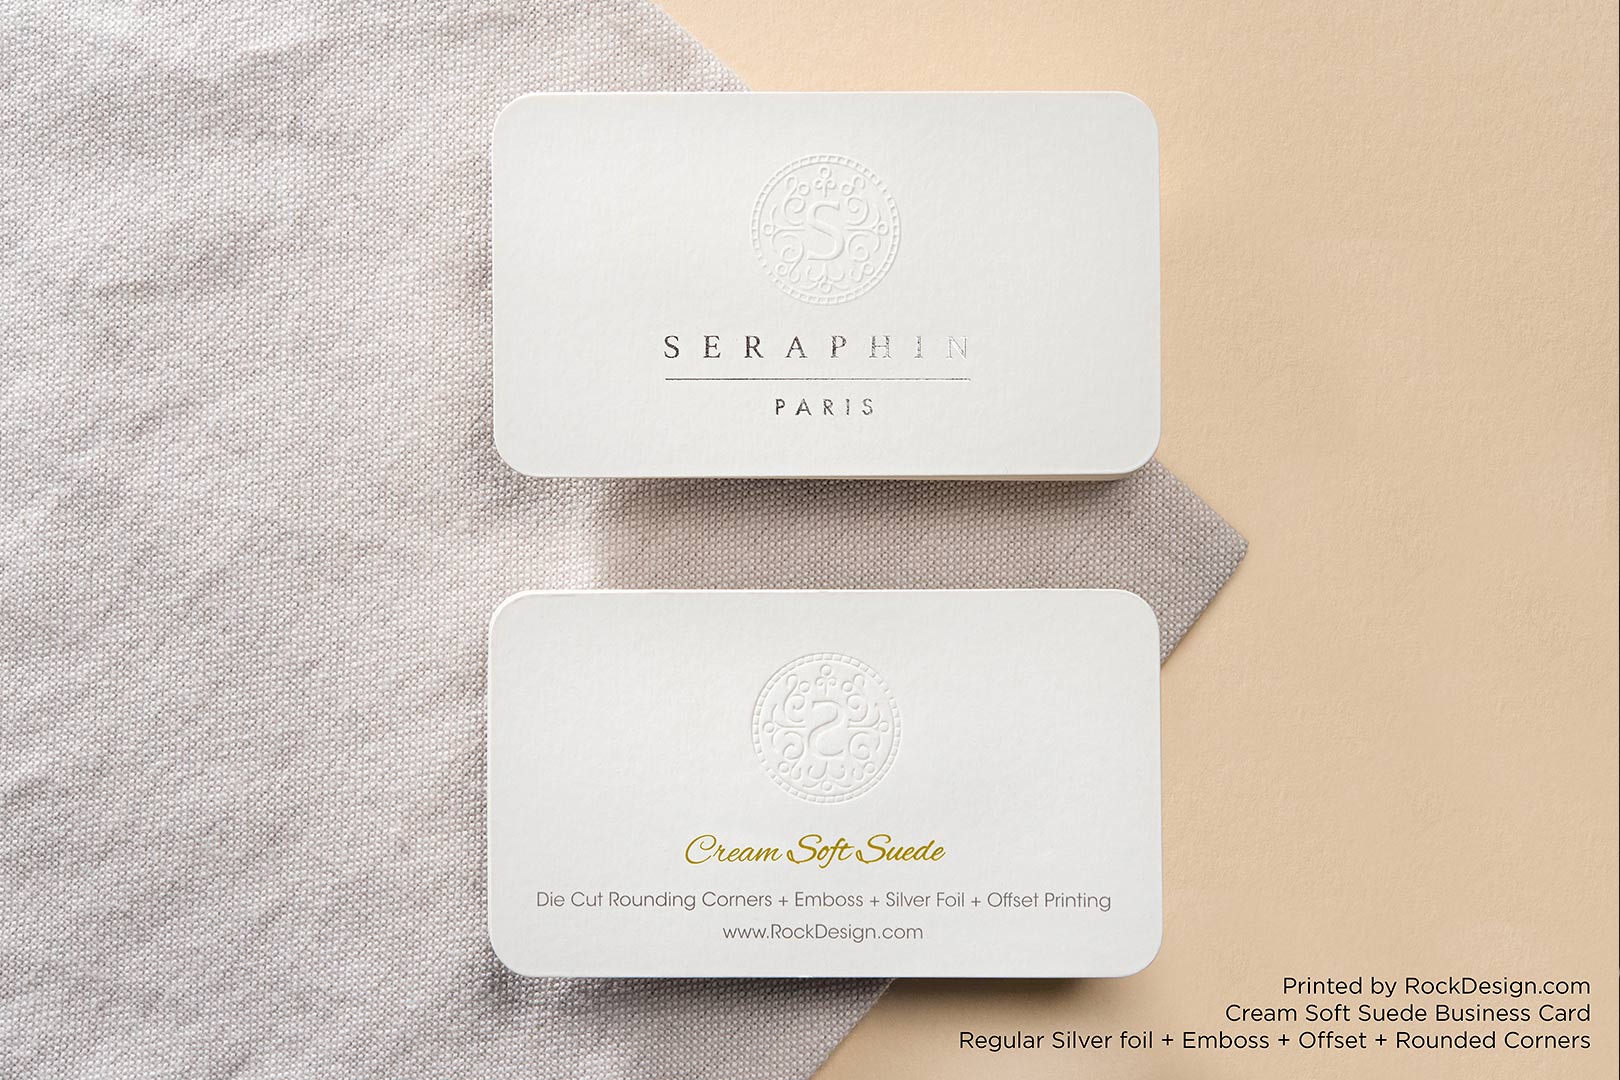 S
SERAPHIN
PARIS
S
Cream Soft Suede
Die Cut Rounding Corners + Emboss + Silver Foil + Offset Printing
www.RockDesign.com
Printed by RockDesign.com
Cream Soft Suede Business Card
Regular Silver foil + Emboss + Offset + Rounded Corners